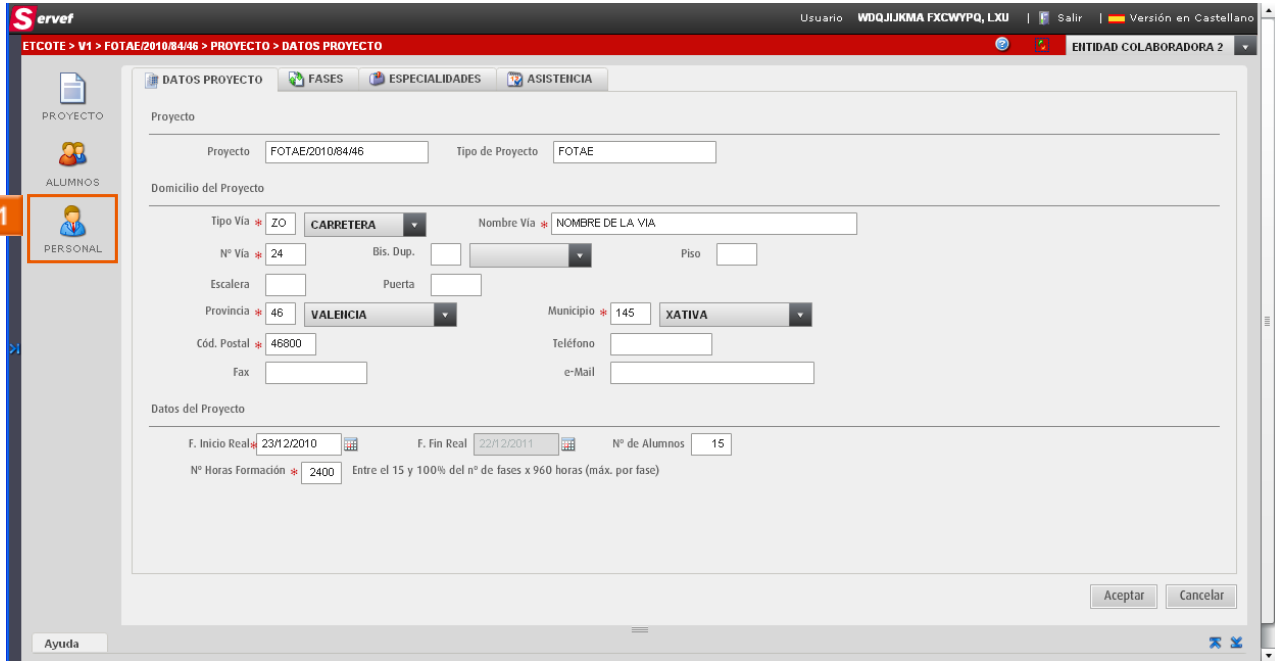 Servef Usuario WDQJIJKMA FXCWYPQ, LXU | Salir | Versión en Castellano
ETCOTE > V1 > FOTAE/2010/84/46 > PROYECTO > DATOS PROYECTO ENTIDAD COLABORADORA 2
DATOS PROYECTO FASES ESPECIALIDADES ASISTENCIA
PROYECTO
ALUMNOS
1
PERSONAL
Proyecto
Proyecto FOTAE/2010/84/46 Tipo de Proyecto FOTAE
Domicilio del Proyecto
Tipo Vía * ZO CARRETERA Nombre Vía * NOMBRE DE LA VIA
Nº Vía * 24 Bis. Dup. Piso
Escalera Puerta
Provincia * 46 VALENCIA Municipio * 145 XATIVA
Cód. Postal * 46800 Teléfono
Fax e-Mail
Datos del Proyecto
F. Inicio Real * 23/12/2010 F. Fin Real 22/12/2011 Nº de Alumnos 15
Nº Horas Formación * 2400 Entre el 15 y 100% del nº de fases x 960 horas (máx. por fase)
Aceptar Cancelar
Ayuda